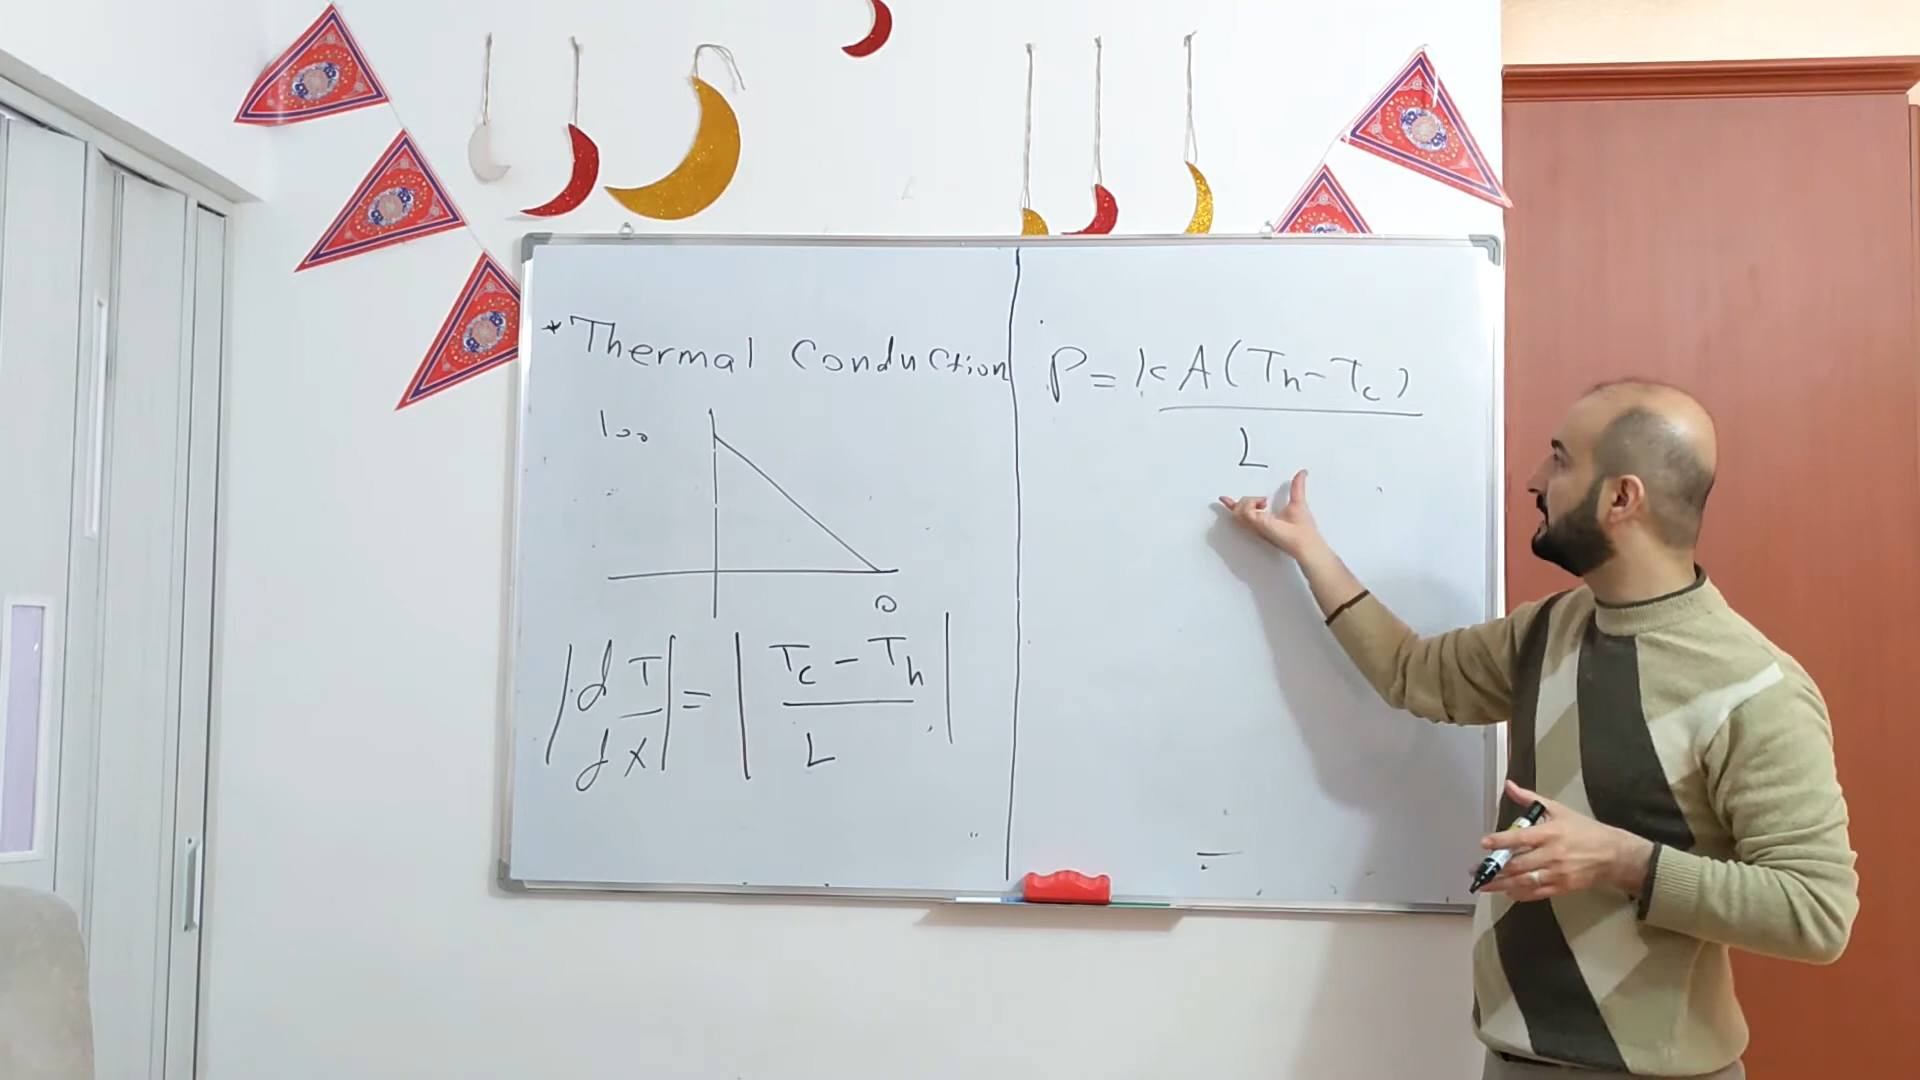 * Thermal Conduction
100
0
|dT/dx| = |Tc - Th / L|
P = kA(Th - Tc)
L